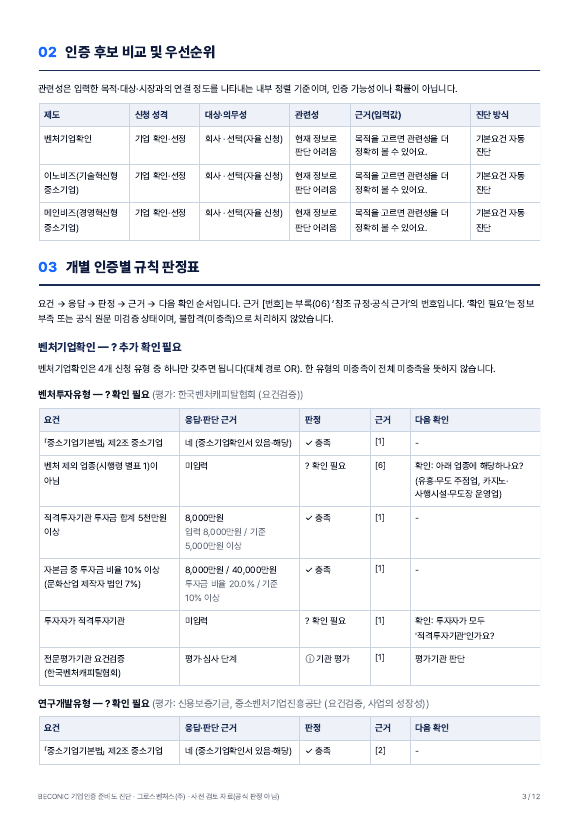 02 인증 후보 비교 및 우선순위
관련성은 입력한 목적·대상·시장과의 연결 정도를 나타내는 내부 정렬 기준이며, 인증 가능성이나 확률이 아닙니다.
제도 신청 성격 대상·의무성 관련성 근거(입력값) 진단 방식
벤처기업확인 기업 확인·선정 회사 · 선택(자율 신청) 현재 정보로 목적을 고르면 관련성을 더 기본요건 자동
판단 어려움 정확히 볼 수 있어요. 진단
이노비즈(기술혁신형 기업 확인·선정 회사 · 선택(자율 신청) 현재 정보로 목적을 고르면 관련성을 더 기본요건 자동
중소기업) 판단 어려움 정확히 볼 수 있어요. 진단
메인비즈(경영혁신형 기업 확인·선정 회사 · 선택(자율 신청) 현재 정보로 목적을 고르면 관련성을 더 기본요건 자동
중소기업) 판단 어려움 정확히 볼 수 있어요. 진단
03 개별 인증별 규칙 판정표
요건 → 응답 → 판정 → 근거 → 다음 확인 순서입니다. 근거 [번호]는 부록(06) '참조 규정·공식 근거'의 번호입니다. '확인 필요'는 정보
부족 또는 공식 원문 미검증 상태이며, 불합격(미충족)으로 처리하지 않았습니다.
벤처기업확인 — ? 추가 확인 필요
벤처기업확인은 4개 신청 유형 중 하나만 갖추면 됩니다(대체 경로 OR). 한 유형의 미충족이 전체 미충족을 뜻하지 않습니다.
벤처투자유형 — ? 확인 필요 (평가: 한국벤처캐피탈협회 (요건검증))
요건 응답·판단 근거 판정 근거 다음 확인
「중소기업기본법」 제2조 중소기업 네 (중소기업확인서 있음·해당) ✓ 충족 [1] -
벤처 제외 업종(시행령 별표 1)이 미입력 ? 확인 필요 [6] 확인: 아래 업종에 해당하나요?
아님 (유흥·무도 주점업, 카지노·
사행시설·무도장 운영업)
적격투자기관 투자금 합계 5천만원 8,000만원 ✓ 충족 [1] -
이상 입력 8,000만원 / 기준
5,000만원 이상
자본금 중 투자금 비율 10% 이상 8,000만원 / 40,000만원 ✓ 충족 [1] -
(문화산업 제작자 법인 7%) 투자금 비율 20.0% / 기준
10% 이상
투자자가 적격투자기관 미입력 ? 확인 필요 [1] 확인: 투자자가 모두
'적격투자기관'인가요?
전문평가기관 요건검증 평가·심사 단계 ⓘ 기관 평가 [1] 평가기관 판단
(한국벤처캐피탈협회)
연구개발유형 — ? 확인 필요 (평가: 신용보증기금, 중소벤처기업진흥공단 (요건검증, 사업의 성장성))
요건 응답·판단 근거 판정 근거 다음 확인
「중소기업기본법」 제2조 중소기업 네 (중소기업확인서 있음·해당) ✓ 충족 [2] -
BECONIC 기업인증 준비도 진단 · 그로스벤처스(주) · 사전 검토 자료(공식 판정 아님) 3 / 12